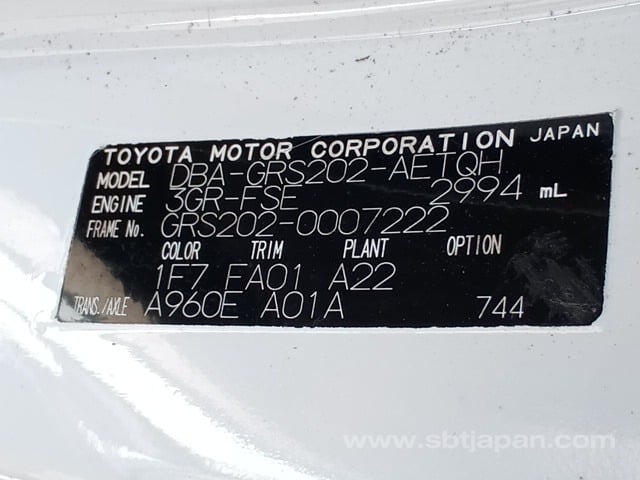 TOYOTA MOTOR CORPORATION JAPAN
MODEL DBA-GRS202-AETQH
ENGINE 3GR-FSE 2994 mL
FRAME No. GRS202-0007222
COLOR TRIM PLANT OPTION
1F7 FA01 A22
TRANS./AXLE A960E A01A 744
www.sbtjapan.com